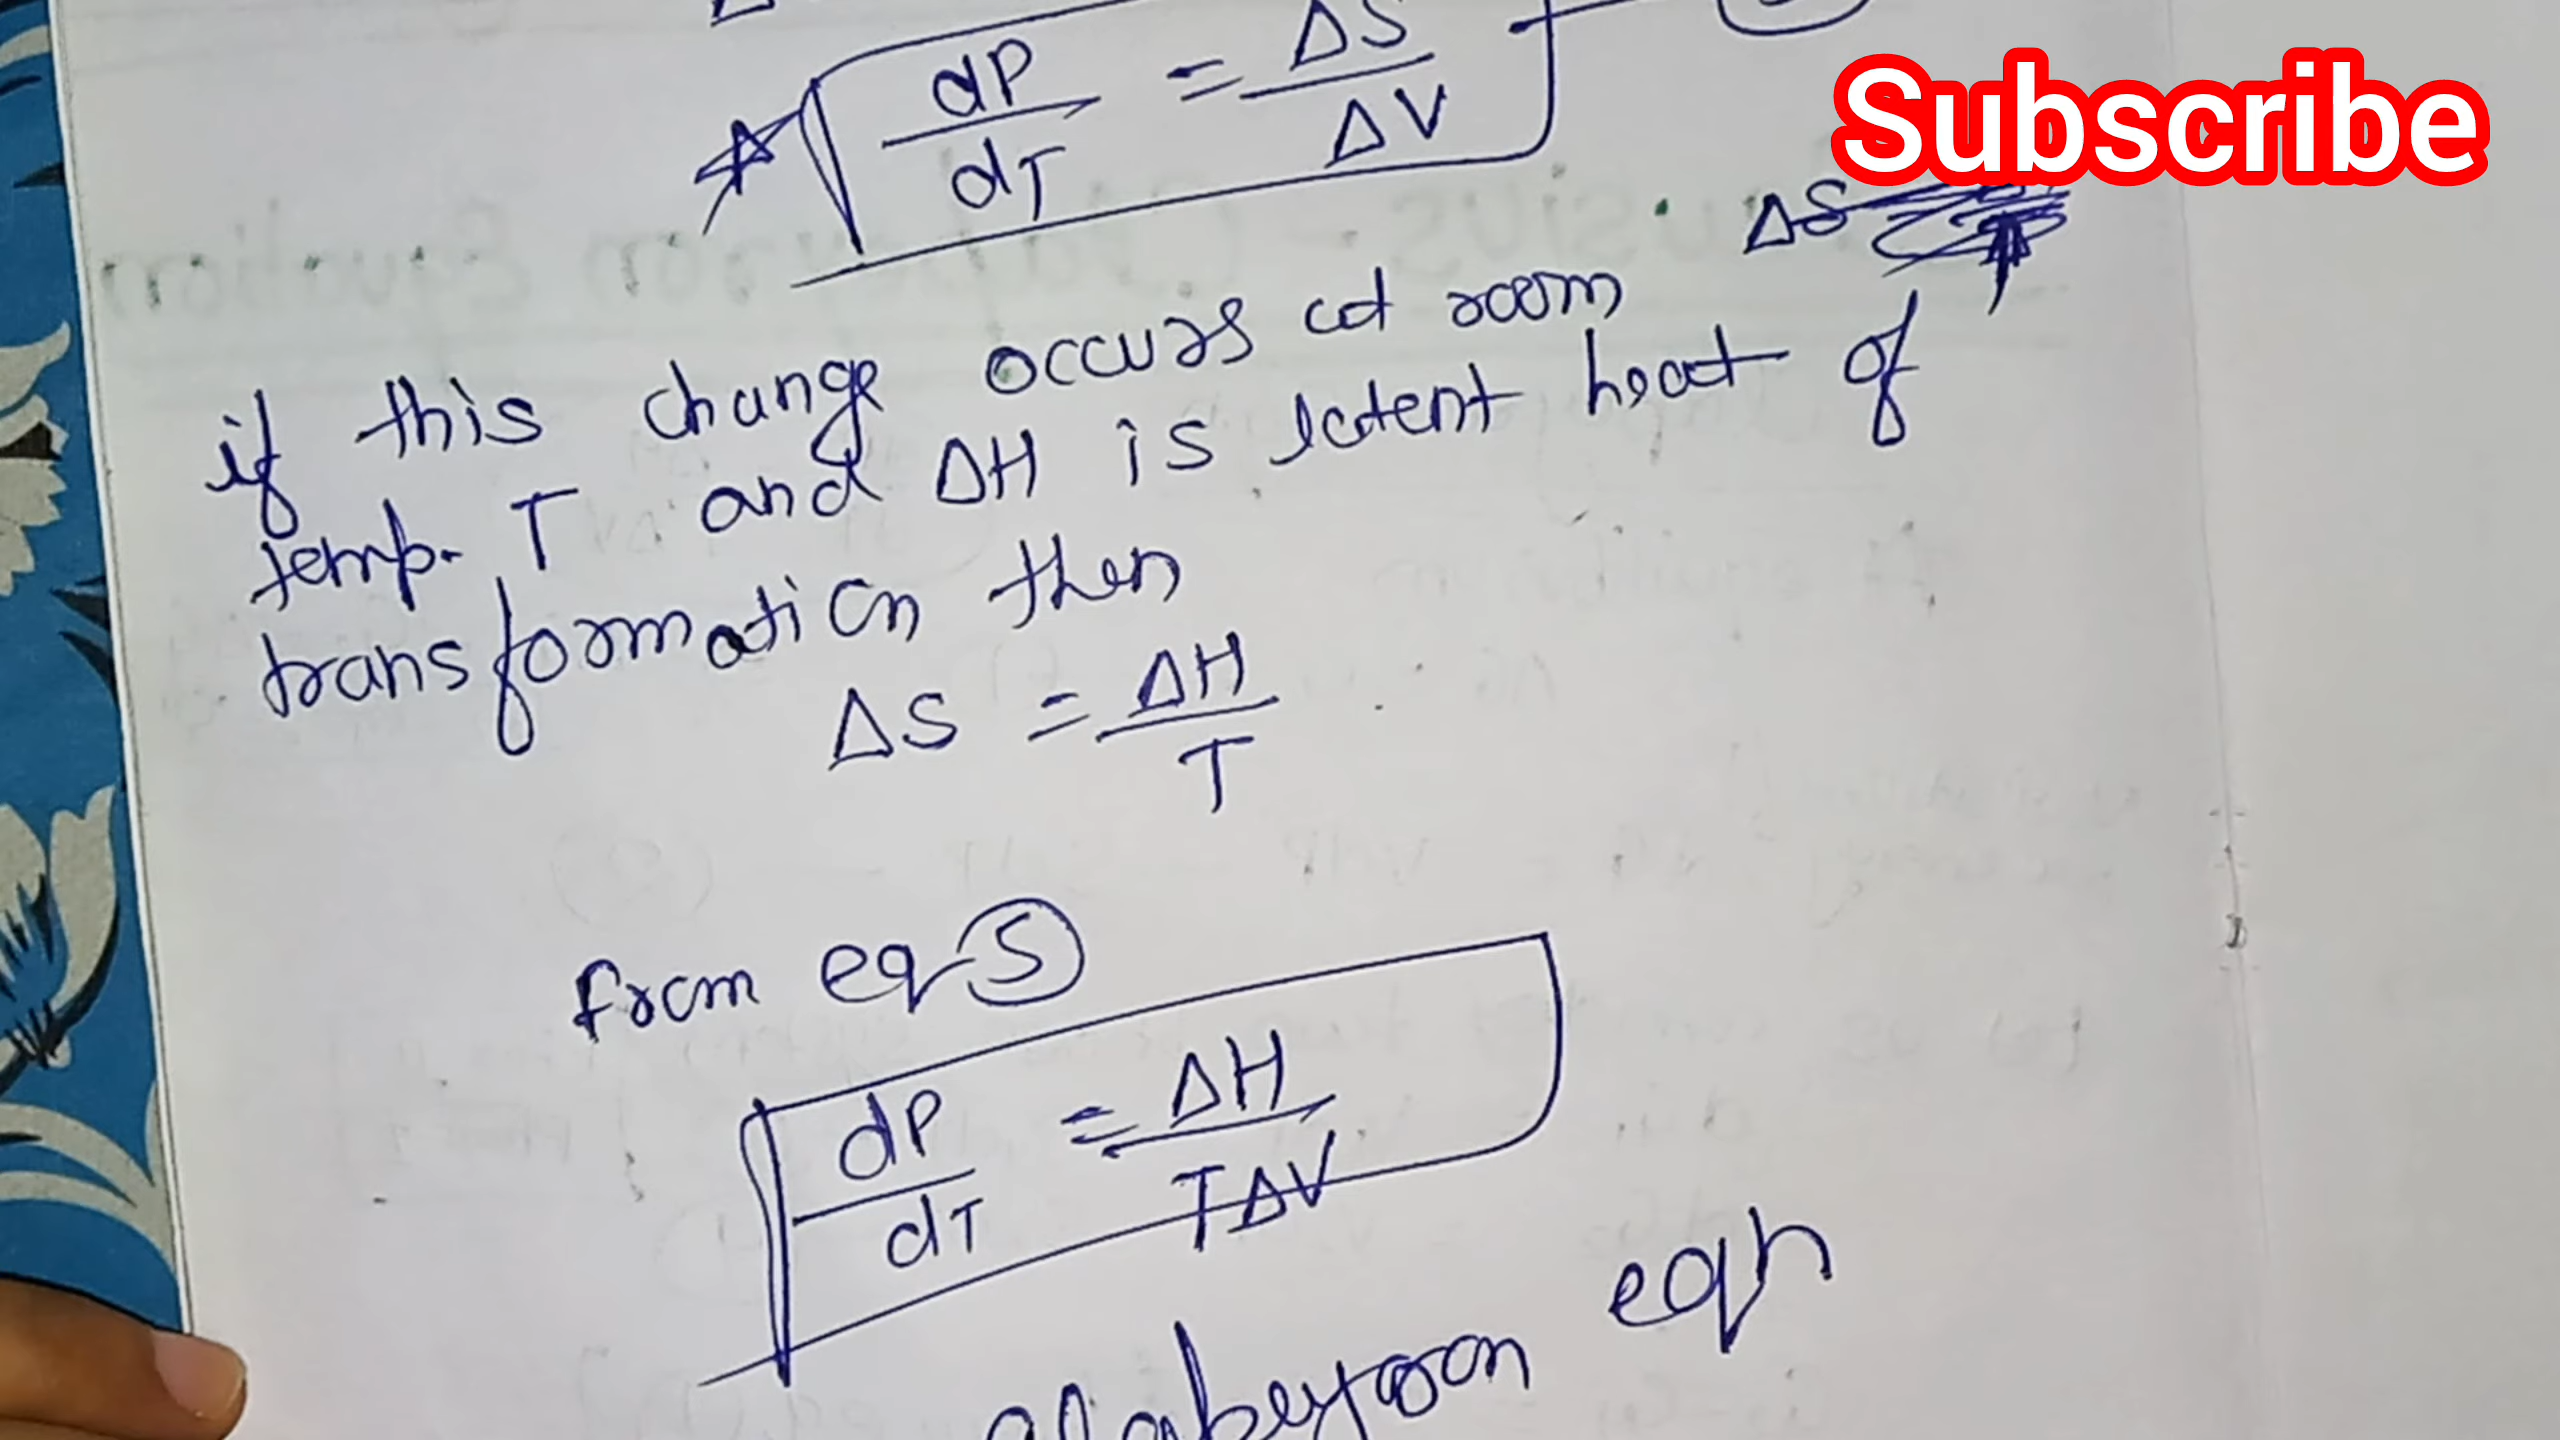 Subscribe
dP/dT = ΔS/ΔV
ΔS
if this change occurs at room
temp. T and ΔH is latent heat of
transformation then
ΔS = ΔH/T
from eq 5
dP/dT = ΔH/TΔV
eqn